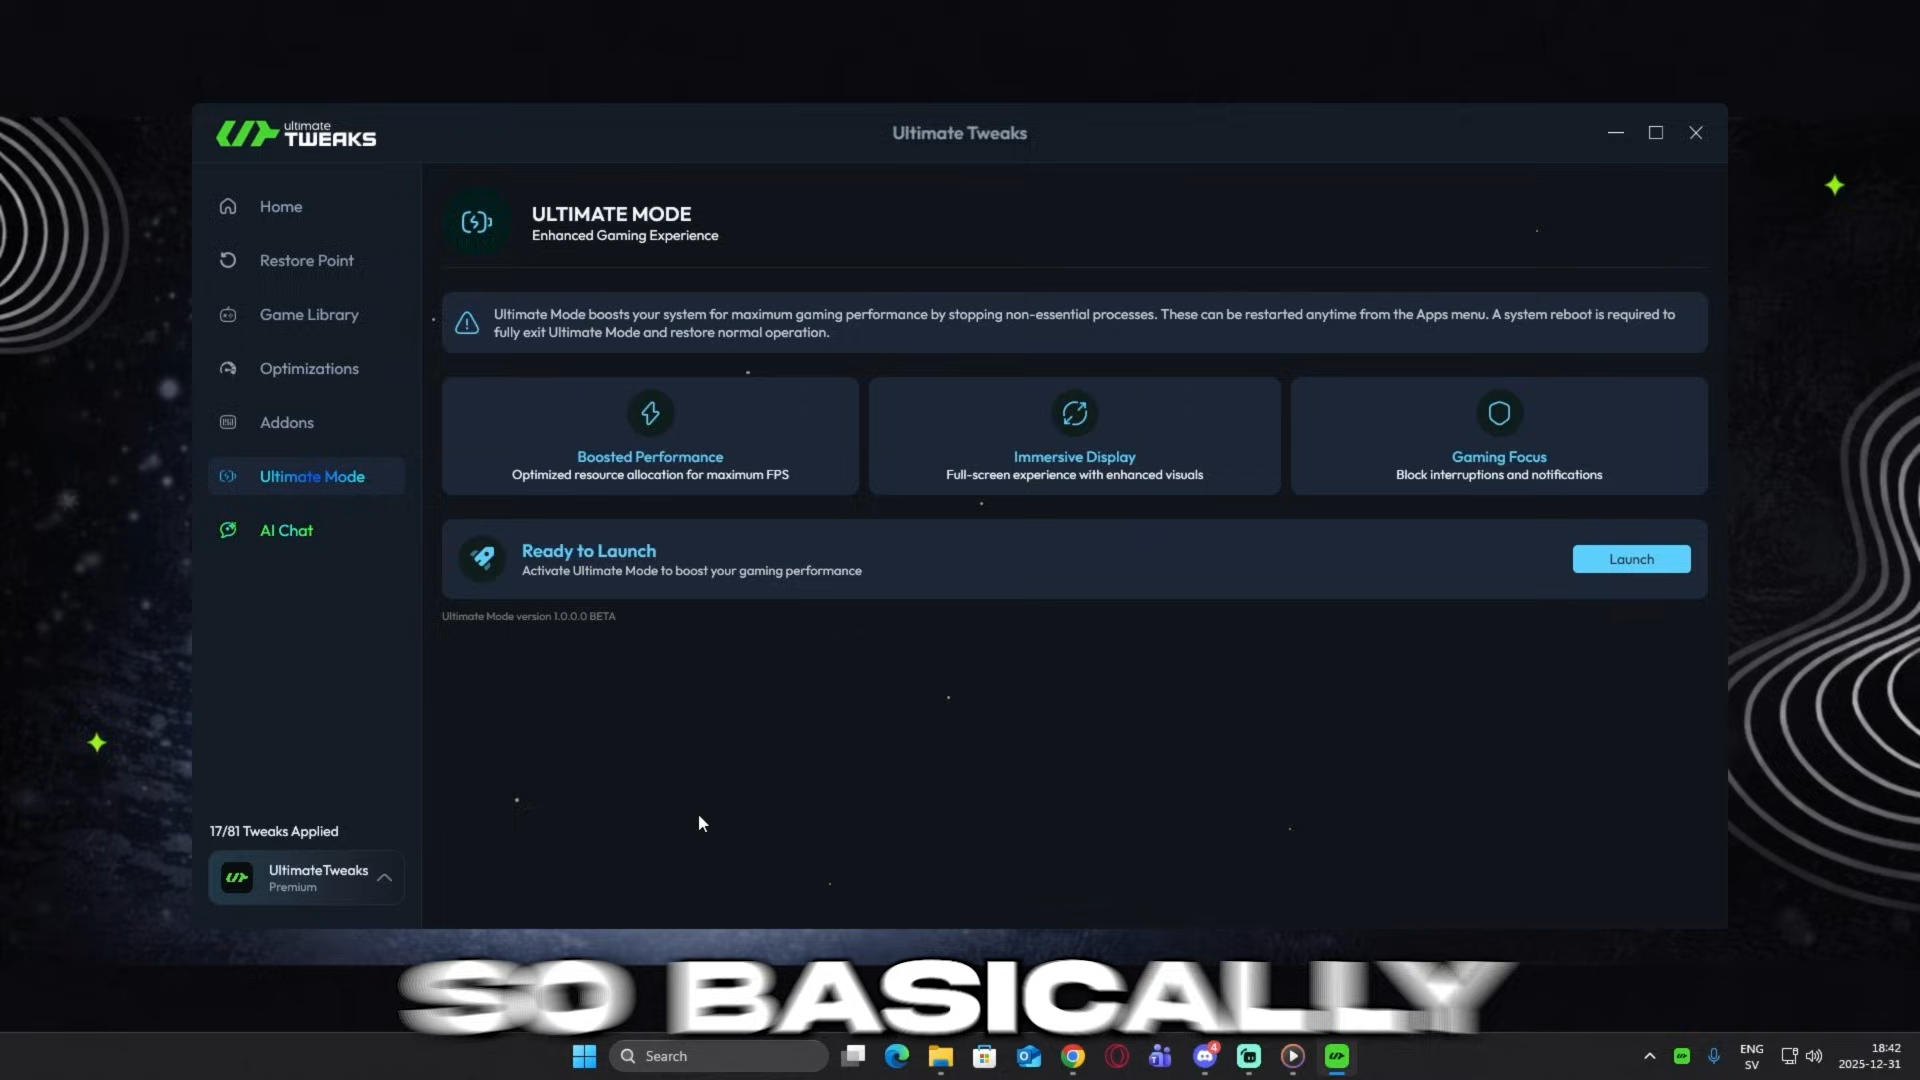 ultimate
TWEAKS
Ultimate Tweaks
Home
Restore Point
Game Library
Optimizations
Addons
Ultimate Mode
AI Chat
17/81 Tweaks Applied
UltimateTweaks
Premium
ULTIMATE MODE
Enhanced Gaming Experience
Ultimate Mode boosts your system for maximum gaming performance by stopping non-essential processes. These can be restarted anytime from the Apps menu. A system reboot is required to
fully exit Ultimate Mode and restore normal operation.
Boosted Performance
Optimized resource allocation for maximum FPS
Immersive Display
Full-screen experience with enhanced visuals
Gaming Focus
Block interruptions and notifications
Ready to Launch
Activate Ultimate Mode to boost your gaming performance
Launch
Ultimate Mode version 1.0.0.0 BETA
SO BASICALLY
Search
4
ENG
SV
18:42
2025-12-31